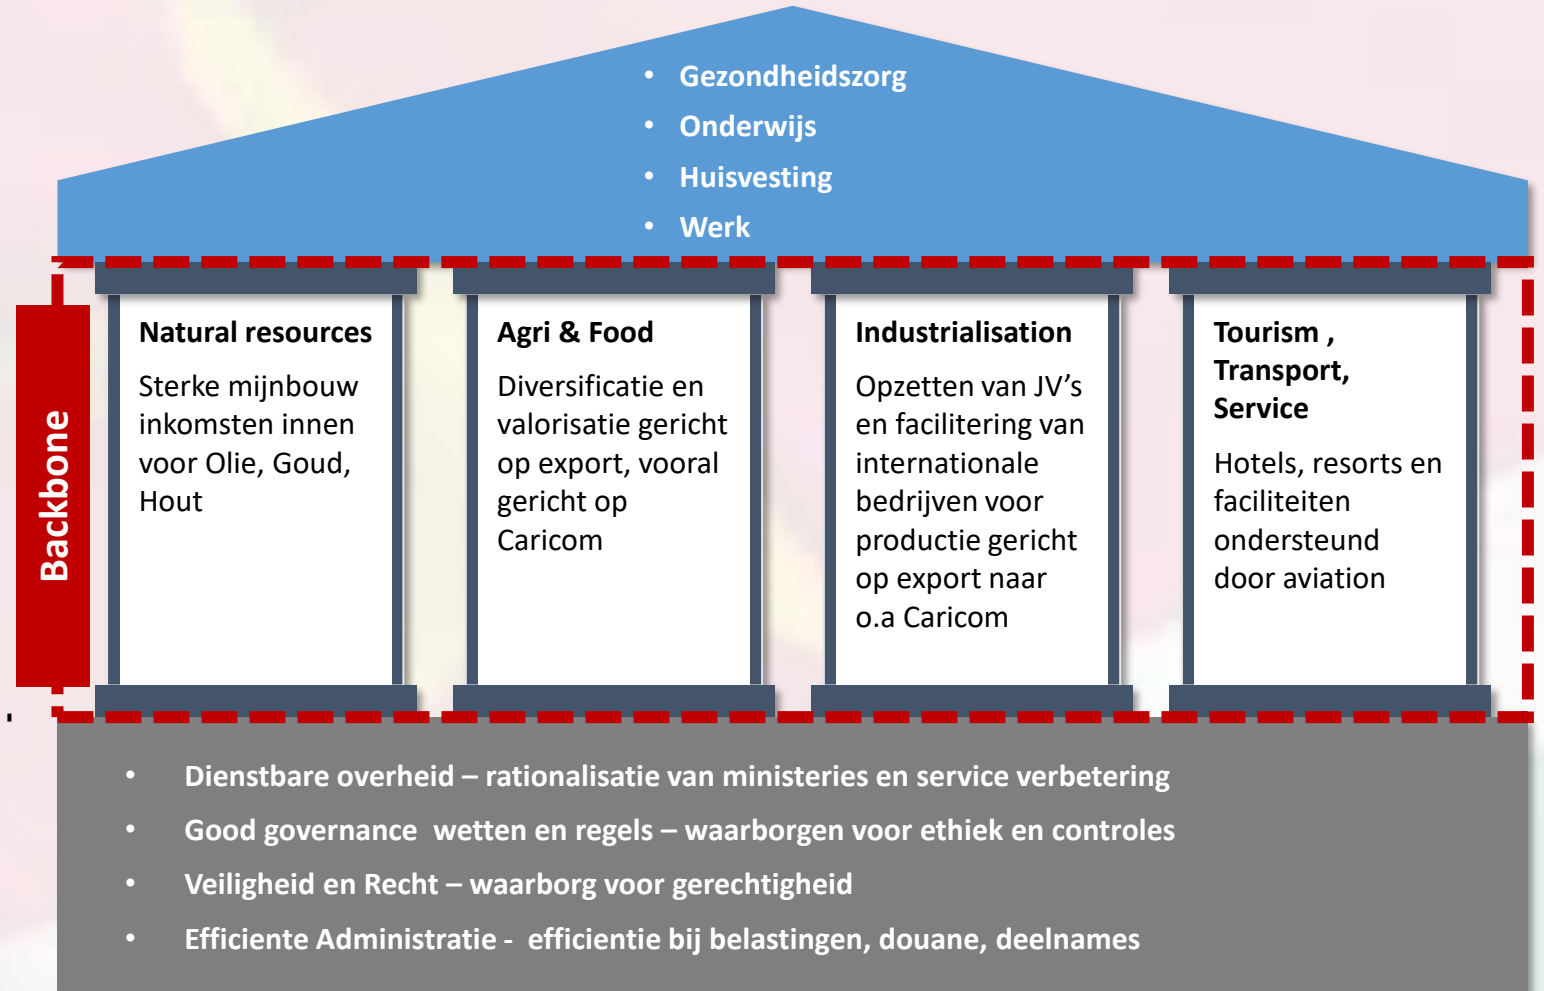 • Gezondheidszorg
• Onderwijs
• Huisvesting
• Werk
Backbone
Natural resources
Sterke mijnbouw
inkomsten innen
voor Olie, Goud,
Hout
Agri & Food
Diversificatie en
valorisatie gericht
op export, vooral
gericht op
Caricom
Industrialisation
Opzetten van JV’s
en facilitering van
internationale
bedrijven voor
productie gericht
op export naar
o.a Caricom
Tourism ,
Transport,
Service
Hotels, resorts en
faciliteiten
ondersteund
door aviation
• Dienstbare overheid – rationalisatie van ministeries en service verbetering
• Good governance  wetten en regels – waarborgen voor ethiek en controles
• Veiligheid en Recht – waarborg voor gerechtigheid
• Efficiente Administratie -  efficientie bij belastingen, douane, deelnames